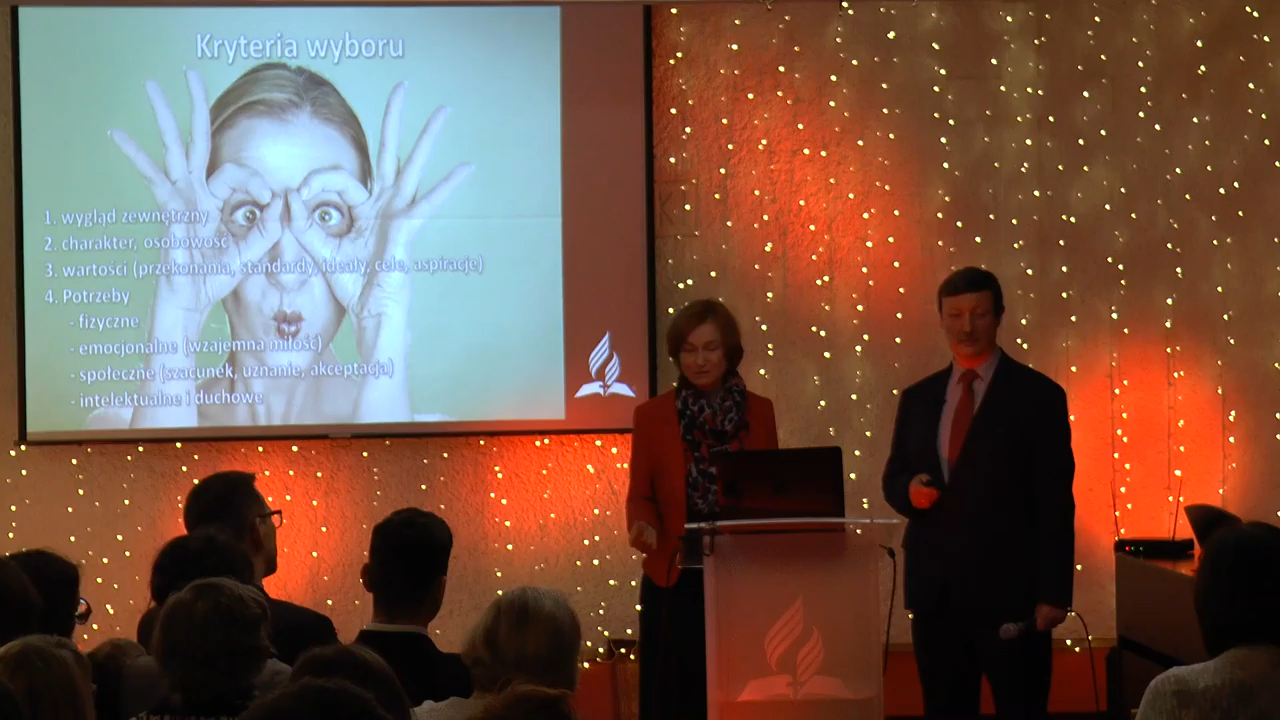 Kryteria wyboru
1. wygląd zewnętrzny
2. charakter, osobowość
3. wartości (przekonania, standardy, ideały, cele, aspiracje)
4. Potrzeby
- fizyczne
- emocjonalne (wzajemna miłość)
- społeczne (szacunek, uznanie, akceptacja)
- intelektualne i duchowe